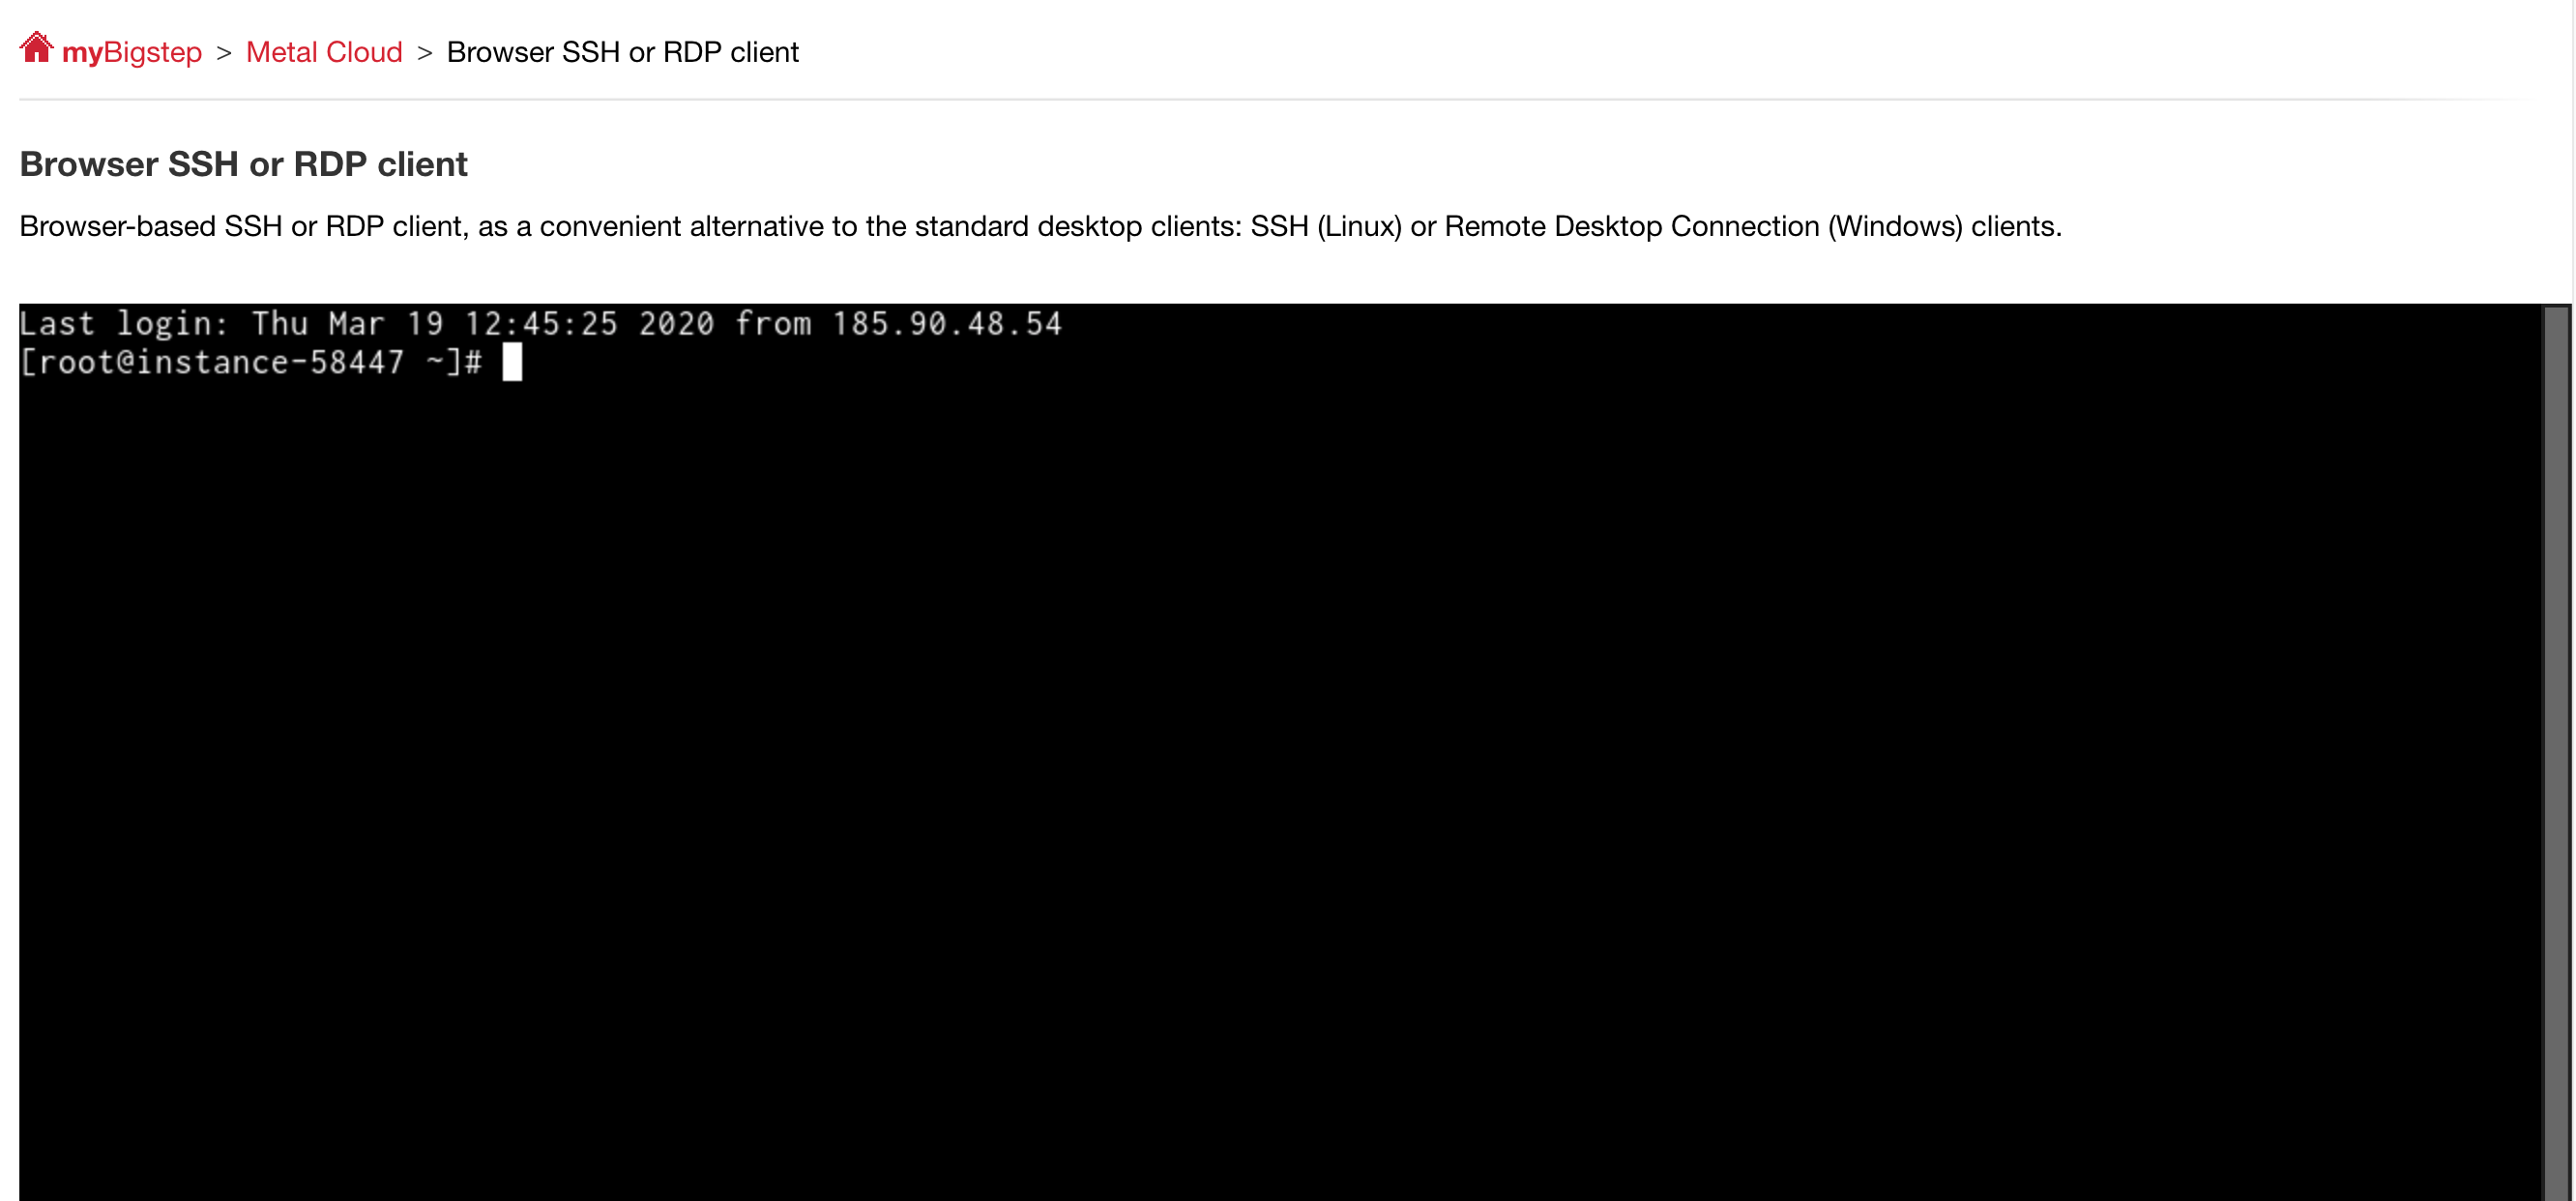 myBigstep > Metal Cloud > Browser SSH or RDP client
Browser SSH or RDP client
Browser-based SSH or RDP client, as a convenient alternative to the standard desktop clients: SSH (Linux) or Remote Desktop Connection (Windows) clients.
Last login: Thu Mar 19 12:45:25 2020 from 185.90.48.54
[root@instance-58447 ~]#